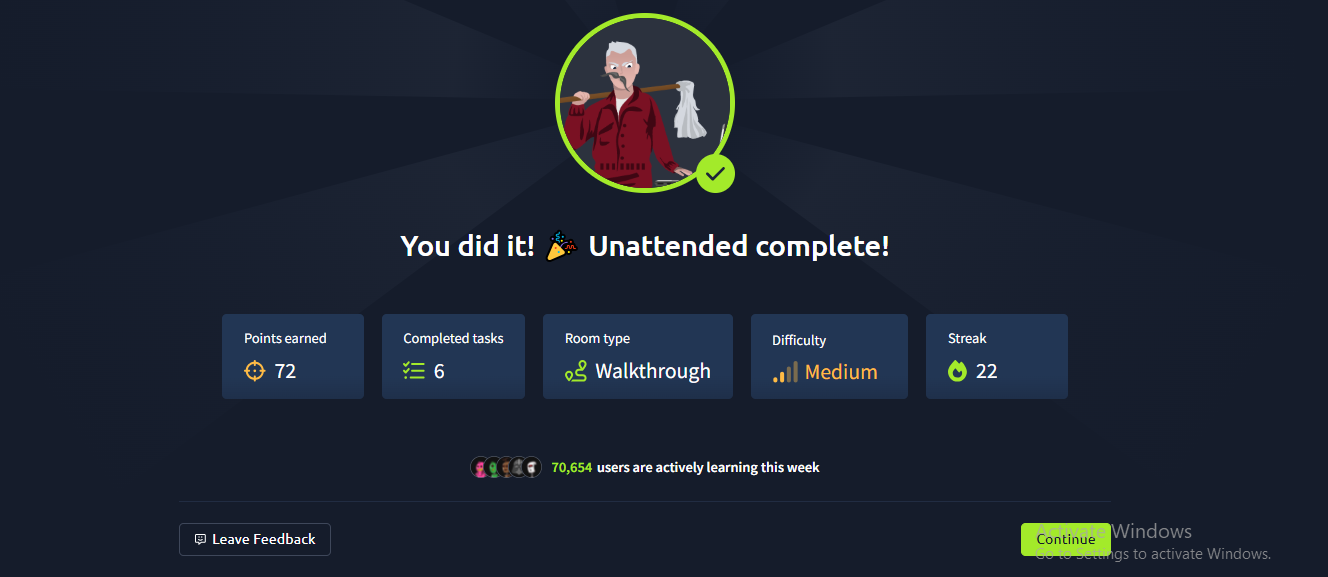 You did it! 🎉 Unattended complete!
Points earned
72
Completed tasks
6
Room type
Walkthrough
Difficulty
Medium
Streak
22
70,654 users are actively learning this week
Leave Feedback
Continue
Activate Windows
Go to Settings to activate Windows.